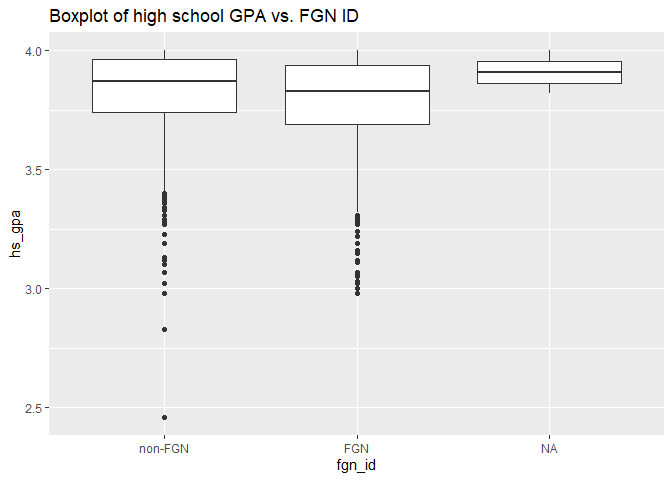 Boxplot of high school GPA vs. FGN ID
4.0
3.5
3.0
2.5
hs_gpa
non-FGN
FGN
NA
fgn_id